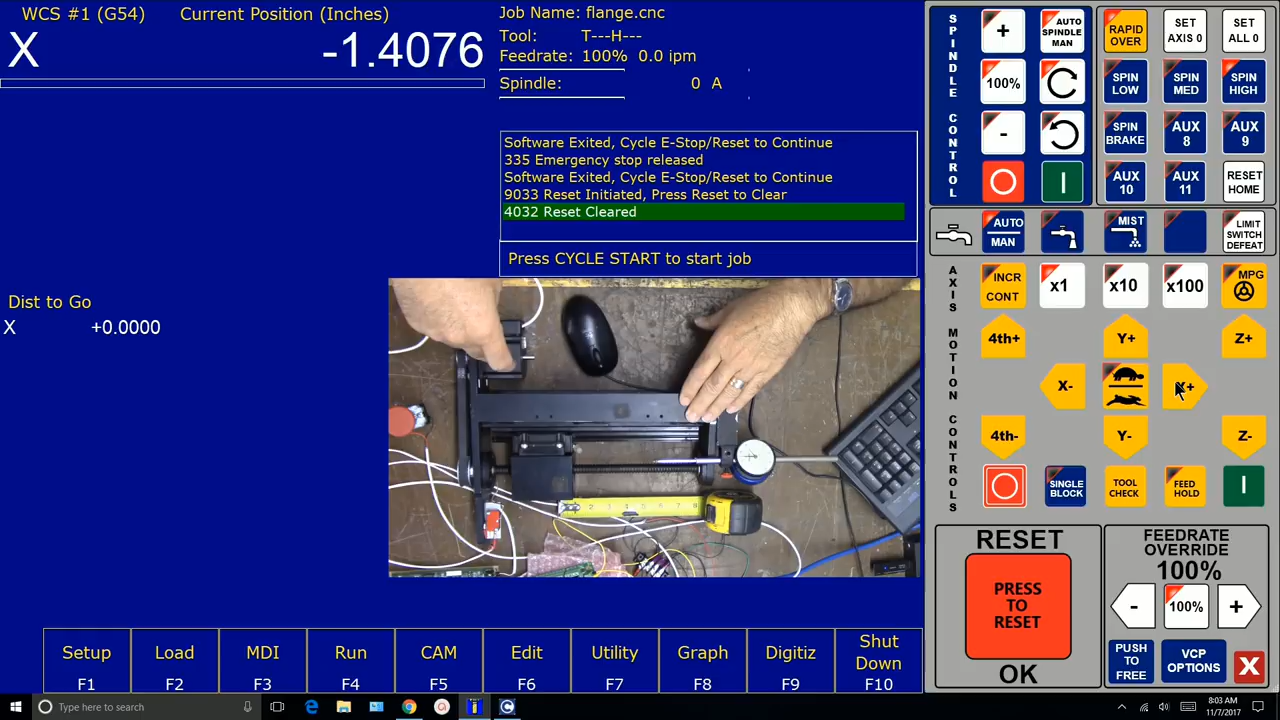 WCS #1 (G54) Current Position (Inches)
X -1.4076
Job Name: flange.cnc
Tool: T---H---
Feedrate: 100% 0.0 ipm
Spindle: 0 A
Software Exited, Cycle E-Stop/Reset to Continue
335 Emergency stop released
Software Exited, Cycle E-Stop/Reset to Continue
9033 Reset Initiated, Press Reset to Clear
4032 Reset Cleared
Press CYCLE START to start job
Dist to Go
X +0.0000
Setup
F1
Load
F2
MDI
F3
Run
F4
CAM
F5
Edit
F6
Utility
F7
Graph
F8
Digitiz
F9
Shut
Down
F10
SPINDLE CONTROL
+
AUTO
SPINDLE
MAN
100%
-
RAPID
OVER
SET
AXIS 0
SET
ALL 0
SPIN
LOW
SPIN
MED
SPIN
HIGH
SPIN
BRAKE
AUX
8
AUX
9
AUX
10
AUX
11
RESET
HOME
AUTO
MAN
MIST
LIMIT
SWITCH
DEFEAT
AXIS MOTION CONTROLS
INCR
CONT
x1
x10
x100
MPG
4th+
Y+
Z+
X-
X+
4th-
Y-
Z-
SINGLE
BLOCK
TOOL
CHECK
FEED
HOLD
RESET
PRESS
TO
RESET
OK
FEEDRATE
OVERRIDE
100%
-
100%
+
PUSH
TO
FREE
VCP
OPTIONS
X
Type here to search
8:03 AM
11/7/2017